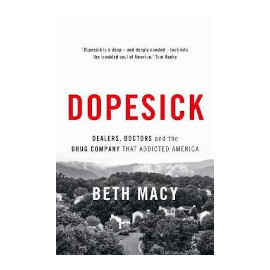 'Dopesick is a deep – and deeply needed – look into
the troubled soul of America.' Tom Hanks
DOPESICK
DEALERS, DOCTORS and the
DRUG COMPANY THAT ADDICTED AMERICA
BETH MACY